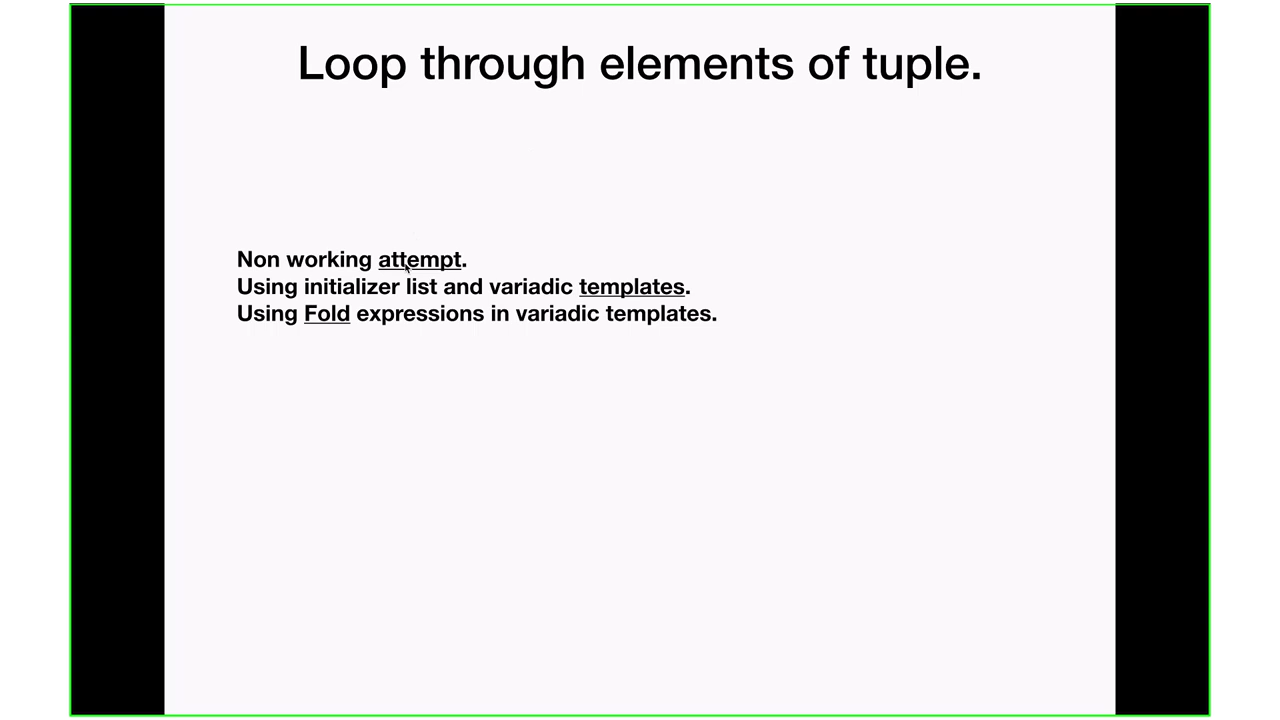 Loop through elements of tuple.
Non working attempt.
Using initializer list and variadic templates.
Using Fold expressions in variadic templates.